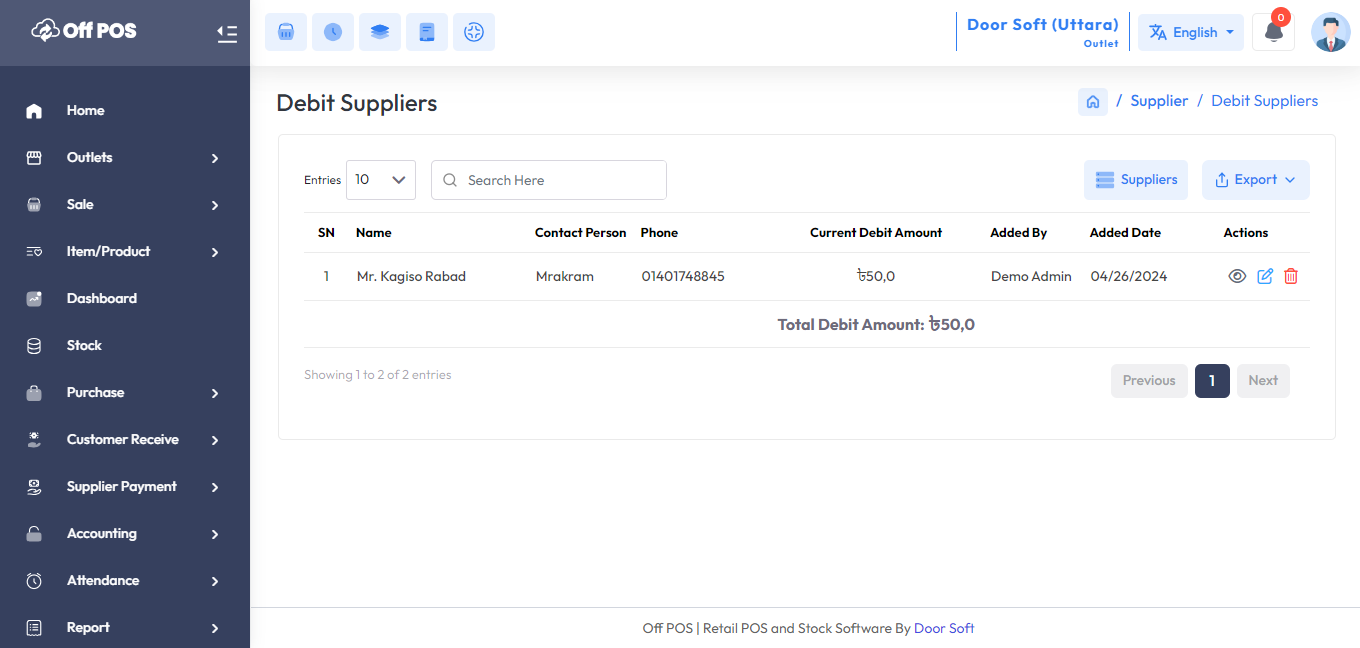 Off POS
Door Soft (Uttara)
Outlet
English
0
Home
Outlets
Sale
Item/Product
Dashboard
Stock
Purchase
Customer Receive
Supplier Payment
Accounting
Attendance
Report
Debit Suppliers
/ Supplier / Debit Suppliers
Entries 10 Search Here Suppliers Export
SN Name Contact Person Phone Current Debit Amount Added By Added Date Actions
1 Mr. Kagiso Rabad Mrakram 01401748845 ৳50,0 Demo Admin 04/26/2024
Total Debit Amount: ৳50,0
Showing 1 to 2 of 2 entries
Previous 1 Next
Off POS | Retail POS and Stock Software By Door Soft